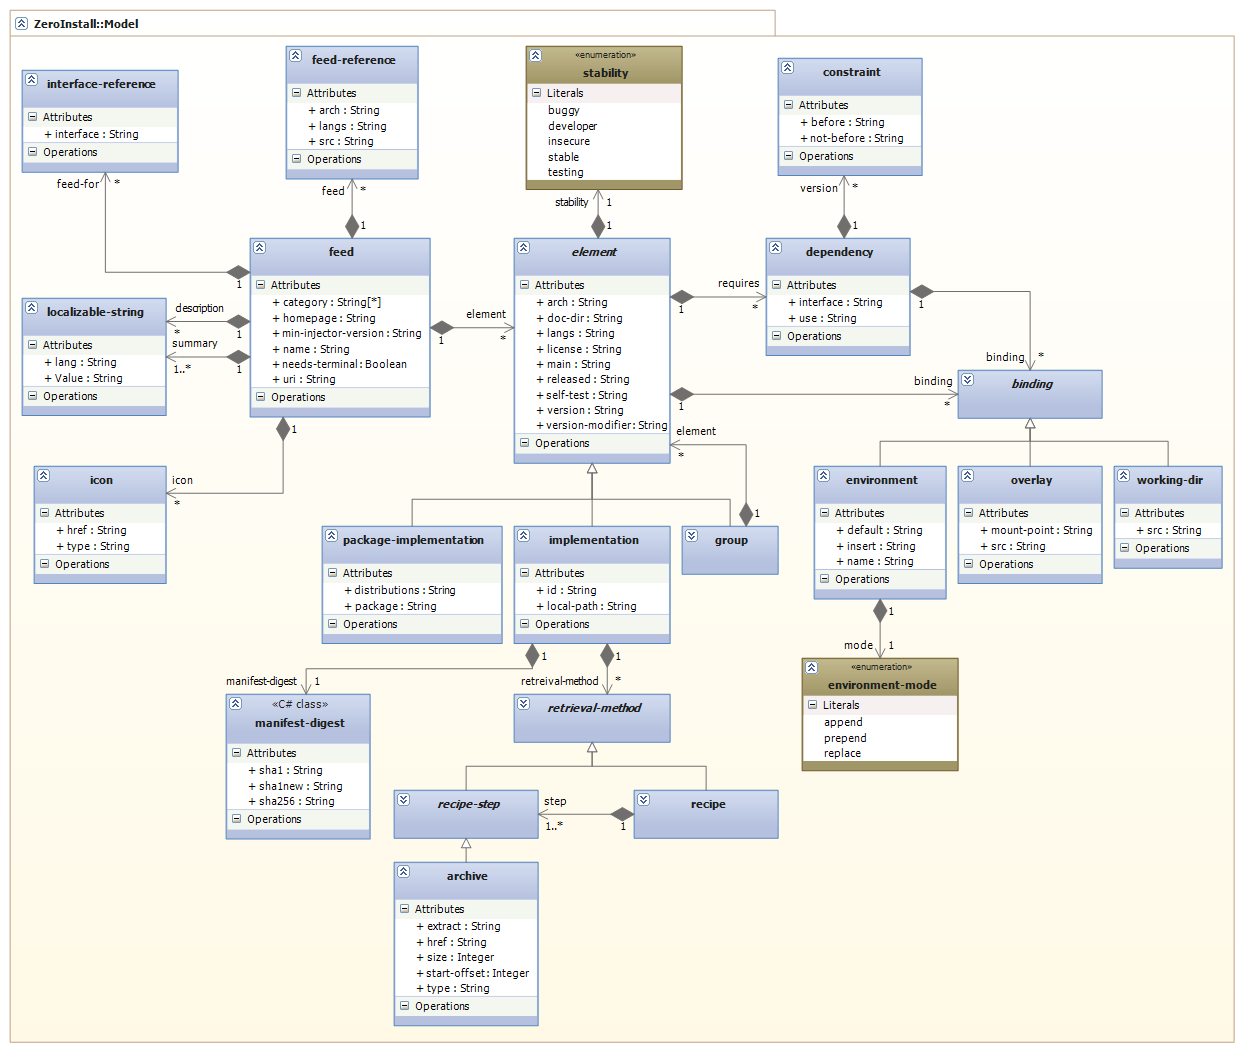 ZeroInstall::Model
interface-reference
Attributes
+ interface : String
Operations
feed-for
*
feed-reference
Attributes
+ arch : String
+ langs : String
+ src : String
Operations
feed
*
1
«enumeration»
stability
Literals
buggy
developer
insecure
stable
testing
stability
1
1
constraint
Attributes
+ before : String
+ not-before : String
Operations
version
*
1
feed
Attributes
+ category : String[*]
+ homepage : String
+ min-injector-version : String
+ name : String
+ needs-terminal : Boolean
+ uri : String
Operations
1
description
*
1
summary
1..*
1
element
1
*
localizable-string
Attributes
+ lang : String
+ Value : String
Operations
1
icon
*
icon
Attributes
+ href : String
+ type : String
Operations
element
Attributes
+ arch : String
+ doc-dir : String
+ langs : String
+ license : String
+ main : String
+ released : String
+ self-test : String
+ version : String
+ version-modifier : String
Operations
requires
1
*
binding
1
*
element
*
1
dependency
Attributes
+ interface : String
+ use : String
Operations
1
binding
*
binding
package-implementation
Attributes
+ distributions : String
+ package : String
Operations
implementation
Attributes
+ id : String
+ local-path : String
Operations
group
environment
Attributes
+ default : String
+ insert : String
+ name : String
Operations
overlay
Attributes
+ mount-point : String
+ src : String
Operations
working-dir
Attributes
+ src : String
Operations
1
mode
1
«enumeration»
environment-mode
Literals
append
prepend
replace
1
manifest-digest
1
1
retreival-method
*
«C# class»
manifest-digest
Attributes
+ sha1 : String
+ sha1new : String
+ sha256 : String
Operations
retrieval-method
recipe-step
step
1..*
1
recipe
archive
Attributes
+ extract : String
+ href : String
+ size : Integer
+ start-offset : Integer
+ type : String
Operations